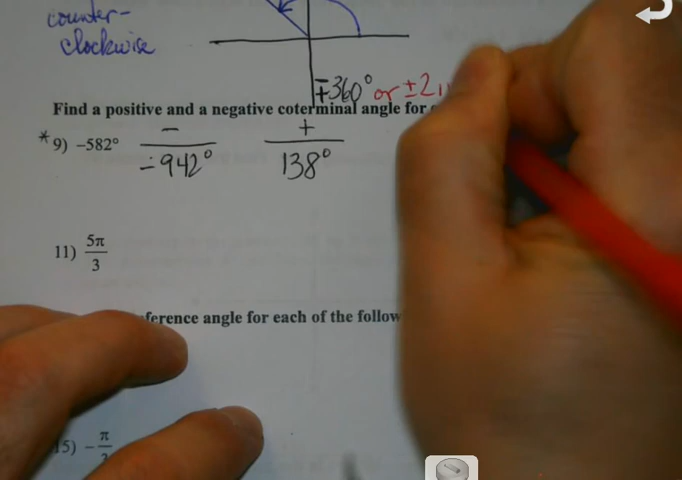 counter-
clockwise
∓360° or ±2π
Find a positive and a negative coterminal angle for
*9) –582° − +
−942° 138°
11) 5π/3
ference angle for each of the follow
15) –π